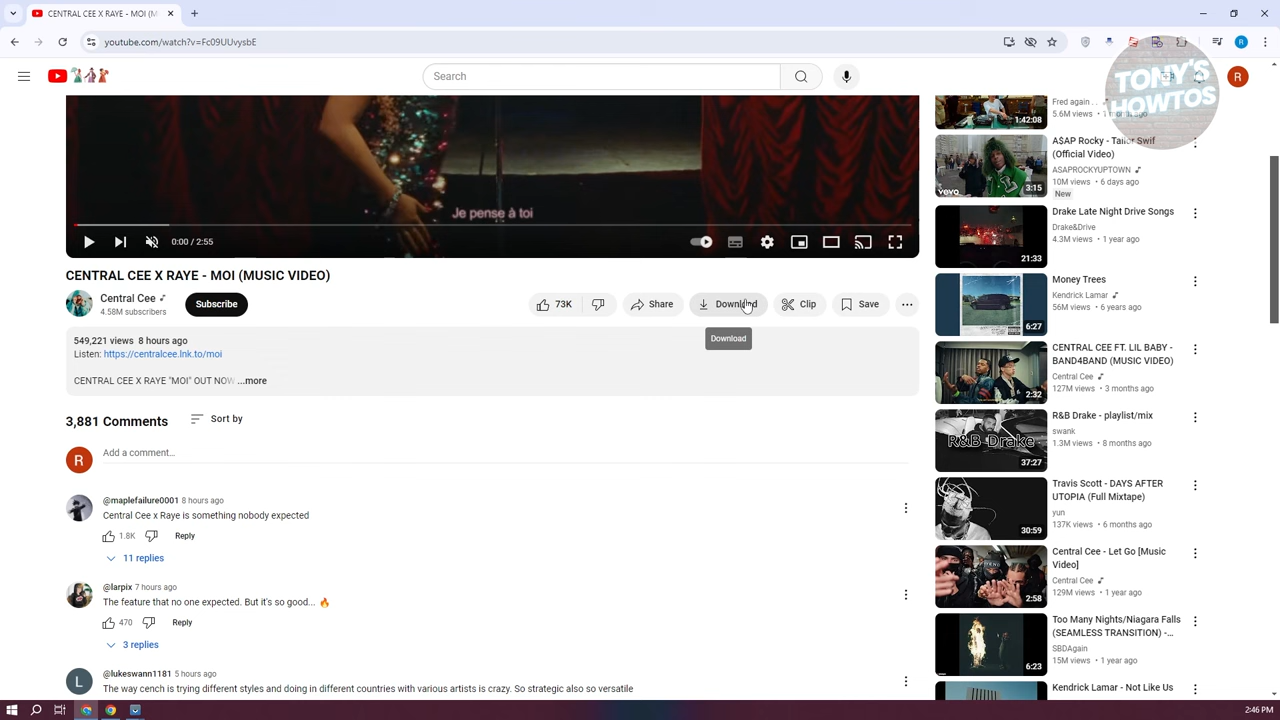 CENTRAL CEE X RAYE - MOI (M
youtube.com/watch?v=Fc09UUvysbE
R
Search
R
TONY'S
HOWTOS
Je pense à toi
0:00 / 2:55
CENTRAL CEE X RAYE - MOI (MUSIC VIDEO)
Central Cee
4.58M subscribers
Subscribe
73K
Share
Download
Clip
Save
Download
549,221 views 8 hours ago
Listen: https://centralcee.lnk.to/moi
CENTRAL CEE X RAYE "MOI" OUT NOW ...more
3,881 Comments
Sort by
R
Add a comment...
@maplefailure0001 8 hours ago
Central Cee x Raye is something nobody expected
1.8K
Reply
11 replies
@larpix 7 hours ago
The feature that no one expected. But it's so good... 🔥
470
Reply
3 replies
L
@lukeswann1181 5 hours ago
The way cench is trying different styles and doing in different countries with various artists is crazy. So strategic also so versatile
Fred again . .
5.6M views • 1 month ago
1:42:08
A$AP Rocky - Tailor Swif
(Official Video)
ASAPROCKYUPTOWN
10M views • 6 days ago
New
vevo
3:15
Drake Late Night Drive Songs
Drake&Drive
4.3M views • 1 year ago
21:33
Money Trees
Kendrick Lamar
56M views • 6 years ago
6:27
CENTRAL CEE FT. LIL BABY -
BAND4BAND (MUSIC VIDEO)
Central Cee
127M views • 3 months ago
2:32
R&B Drake - playlist/mix
swank
1.3M views • 8 months ago
R&B Drake
37:27
Travis Scott - DAYS AFTER
UTOPIA (Full Mixtape)
yun
137K views • 6 months ago
30:59
Central Cee - Let Go [Music
Video]
Central Cee
129M views • 1 year ago
2:58
Too Many Nights/Niagara Falls
(SEAMLESS TRANSITION) -...
SBDAgain
15M views • 1 year ago
6:23
Kendrick Lamar - Not Like Us
2:46 PM